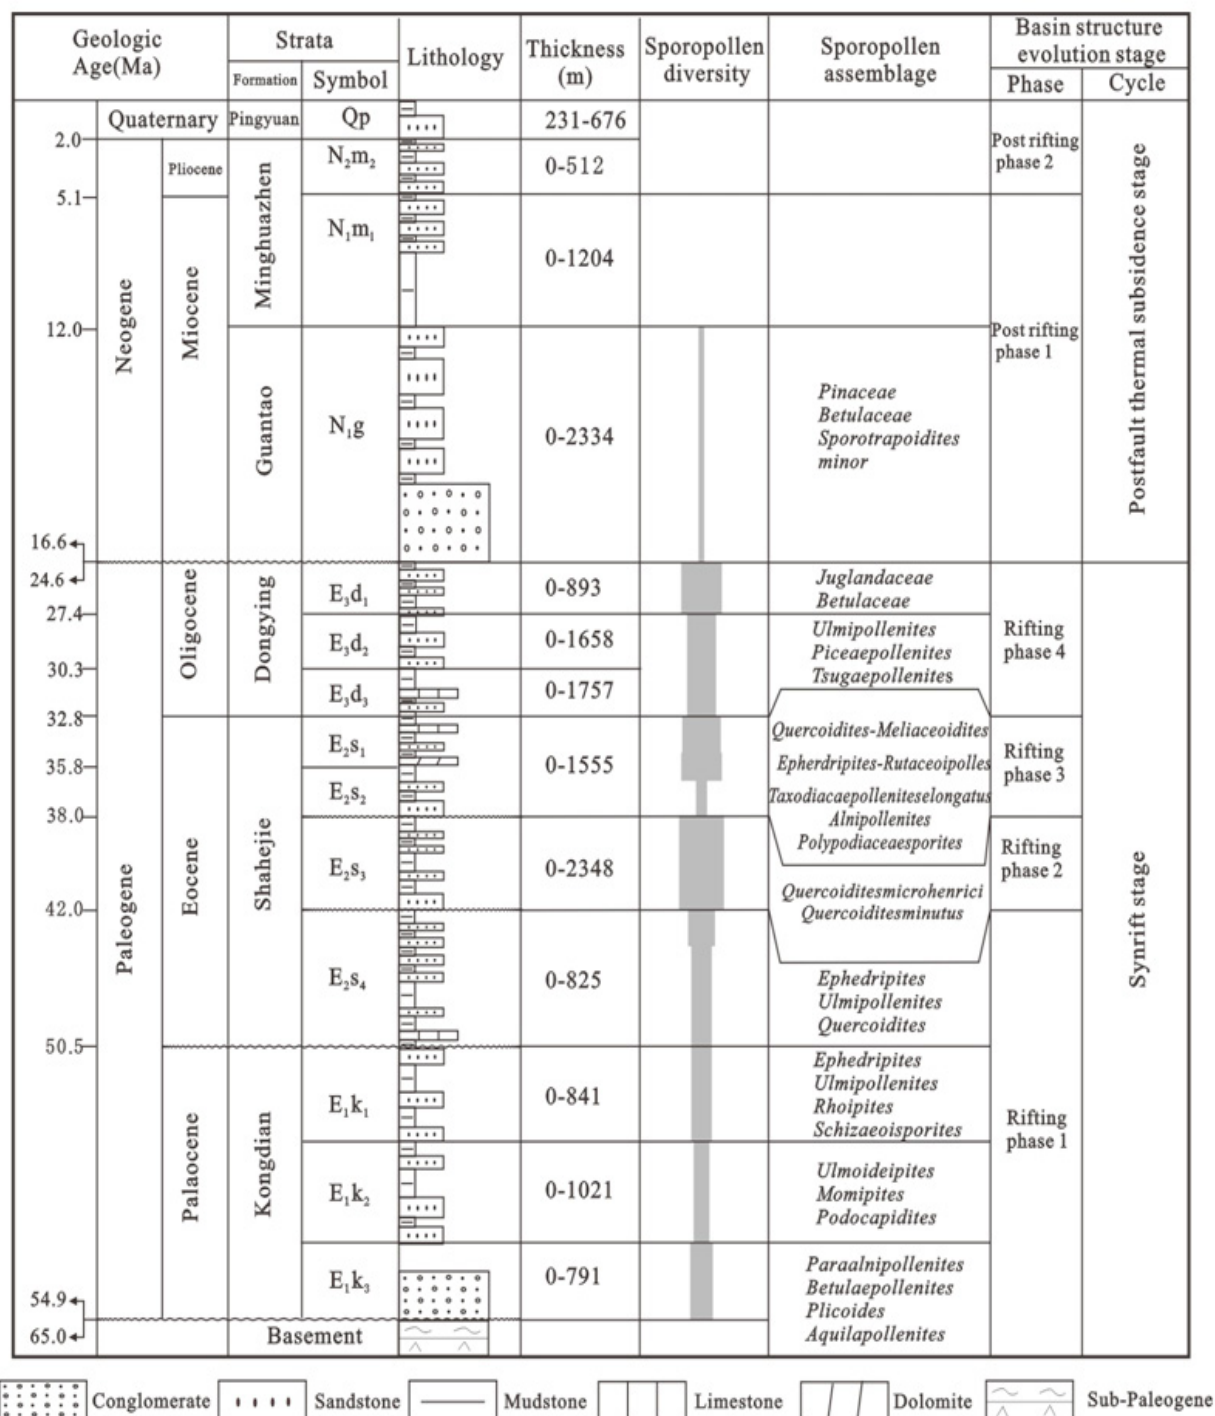 Geologic
Age(Ma)
Strata
Formation
Symbol
Lithology
Thickness
(m)
Sporopollen
diversity
Sporopollen
assemblage
Basin structure
evolution stage
Phase
Cycle
Quaternary
Pingyuan
Qp
231-676
2.0
Pliocene
N₂m₂
0-512
Post rifting
phase 2
5.1
Neogene
Miocene
Minghuazhen
N₁m₁
0-1204
12.0
Post rifting
phase 1
Postfault thermal subsidence stage
Guantao
N₁g
0-2334
Pinaceae
Betulaceae
Sporotrapoidites
minor
16.6
24.6
Oligocene
Dongying
E₃d₁
0-893
Juglandaceae
Betulaceae
27.4
E₃d₂
0-1658
Ulmipollenites
Piceaepollenites
Tsugaepollenites
Rifting
phase 4
30.3
E₃d₃
0-1757
32.8
Paleogene
Eocene
Shahejie
E₂s₁
0-1555
Quercoidites-Meliaceoidites
Epherdripites-Rutaceoipolles
Rifting
phase 3
35.8
E₂s₂
Taxodiacaepolleniteselongatus
38.0
Alnipollenites
Polypodiaceaesporites
E₂s₃
0-2348
Rifting
phase 2
Quercoiditesmicrohenrici
Quercoiditesminutus
42.0
Synrift stage
E₂s₄
0-825
Ephedripites
Ulmipollenites
Quercoidites
50.5
Palaocene
Kongdian
E₁k₁
0-841
Ephedripites
Ulmipollenites
Rhoipites
Schizaeoisporites
Rifting
phase 1
E₁k₂
0-1021
Ulmoideipites
Momipites
Podocapidites
E₁k₃
0-791
Paraalnipollenites
Betulaepollenites
Plicoides
Aquilapollenites
54.9
65.0
Basement
Conglomerate
Sandstone
Mudstone
Limestone
Dolomite
Sub-Paleogene